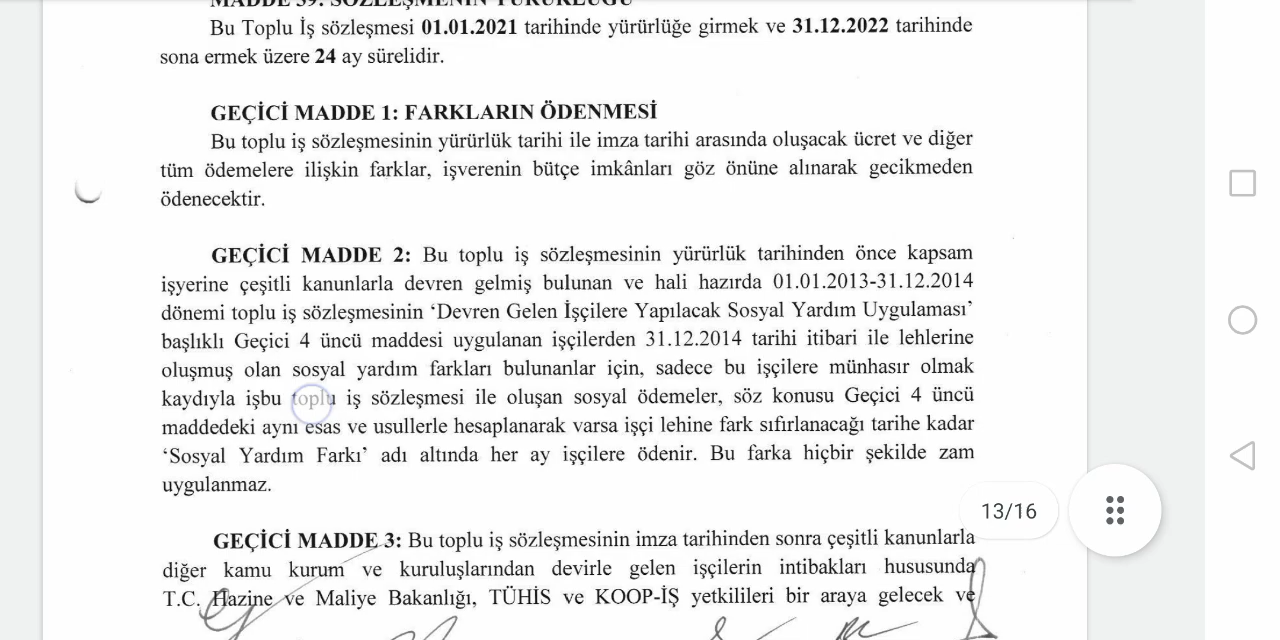 MADDE 39: SÖZLEŞMENİN YÜRÜRLÜĞÜ
Bu Toplu İş sözleşmesi 01.01.2021 tarihinde yürürlüğe girmek ve 31.12.2022 tarihinde
sona ermek üzere 24 ay sürelidir.
GEÇİCİ MADDE 1: FARKLARIN ÖDENMESİ
Bu toplu iş sözleşmesinin yürürlük tarihi ile imza tarihi arasında oluşacak ücret ve diğer
tüm ödemelere ilişkin farklar, işverenin bütçe imkânları göz önüne alınarak gecikmeden
ödenecektir.
GEÇİCİ MADDE 2: Bu toplu iş sözleşmesinin yürürlük tarihinden önce kapsam
işyerine çeşitli kanunlarla devren gelmiş bulunan ve hali hazırda 01.01.2013-31.12.2014
dönemi toplu iş sözleşmesinin ‘Devren Gelen İşçilere Yapılacak Sosyal Yardım Uygulaması’
başlıklı Geçici 4 üncü maddesi uygulanan işçilerden 31.12.2014 tarihi itibari ile lehlerine
oluşmuş olan sosyal yardım farkları bulunanlar için, sadece bu işçilere münhasır olmak
kaydıyla işbu toplu iş sözleşmesi ile oluşan sosyal ödemeler, söz konusu Geçici 4 üncü
maddedeki aynı esas ve usullerle hesaplanarak varsa işçi lehine fark sıfırlanacağı tarihe kadar
‘Sosyal Yardım Farkı’ adı altında her ay işçilere ödenir. Bu farka hiçbir şekilde zam
uygulanmaz.
13/16
GEÇİCİ MADDE 3: Bu toplu iş sözleşmesinin imza tarihinden sonra çeşitli kanunlarla
diğer kamu kurum ve kuruluşlarından devirle gelen işçilerin intibakları hususunda
T.C. Hazine ve Maliye Bakanlığı, TÜHİS ve KOOP-İŞ yetkilileri bir araya gelecek ve